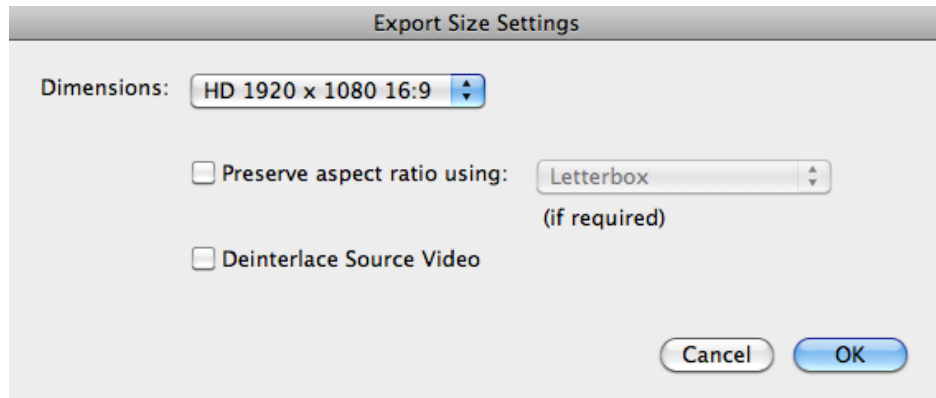 Export Size Settings
Dimensions: HD 1920 x 1080 16:9
Preserve aspect ratio using: Letterbox
(if required)
Deinterlace Source Video
Cancel OK